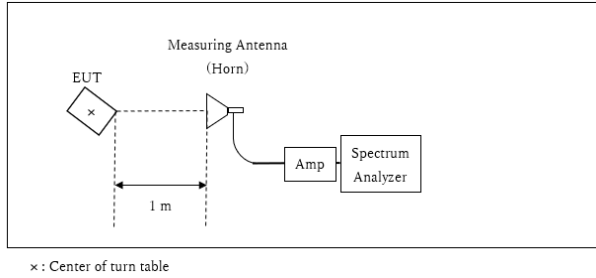 Measuring Antenna
(Horn)
EUT
×
Amp
Spectrum
Analyzer
1 m
× : Center of turn table